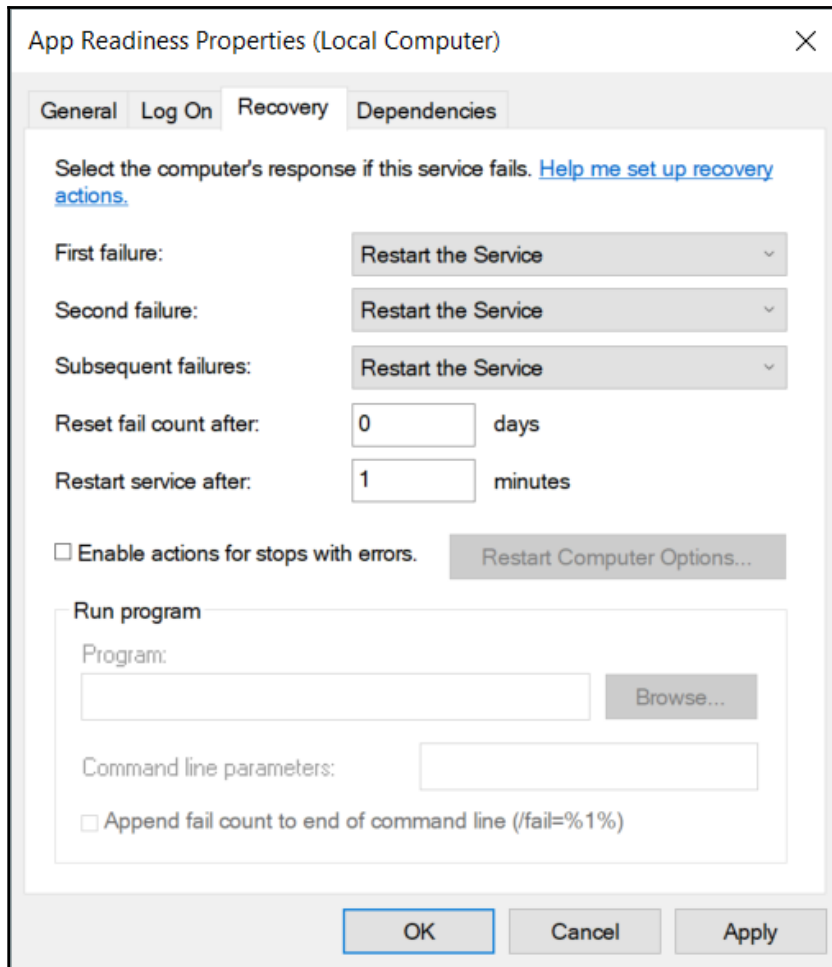 App Readiness Properties (Local Computer)
General Log On Recovery Dependencies
Select the computer's response if this service fails. Help me set up recovery
actions.
First failure: Restart the Service
Second failure: Restart the Service
Subsequent failures: Restart the Service
Reset fail count after: 0 days
Restart service after: 1 minutes
Enable actions for stops with errors. Restart Computer Options...
Run program
Program:
Browse...
Command line parameters:
Append fail count to end of command line (/fail=%1%)
OK Cancel Apply